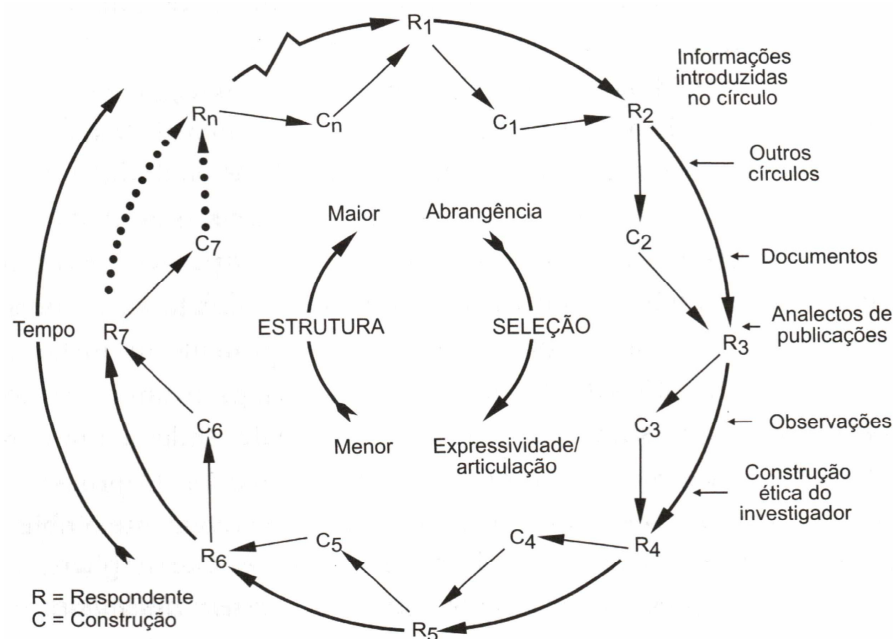 R1
Rn
Cn
C1
R2
Informações
introduzidas
no círculo
Outros
círculos
Maior
Abrangência
C7
C2
Documentos
Tempo
R7
ESTRUTURA
SELEÇÃO
R3
Analectos de
publicações
C6
C3
Observações
Menor
Expressividade/
articulação
Construção
ética do
investigador
R6
C5
C4
R4
R5
R = Respondente
C = Construção